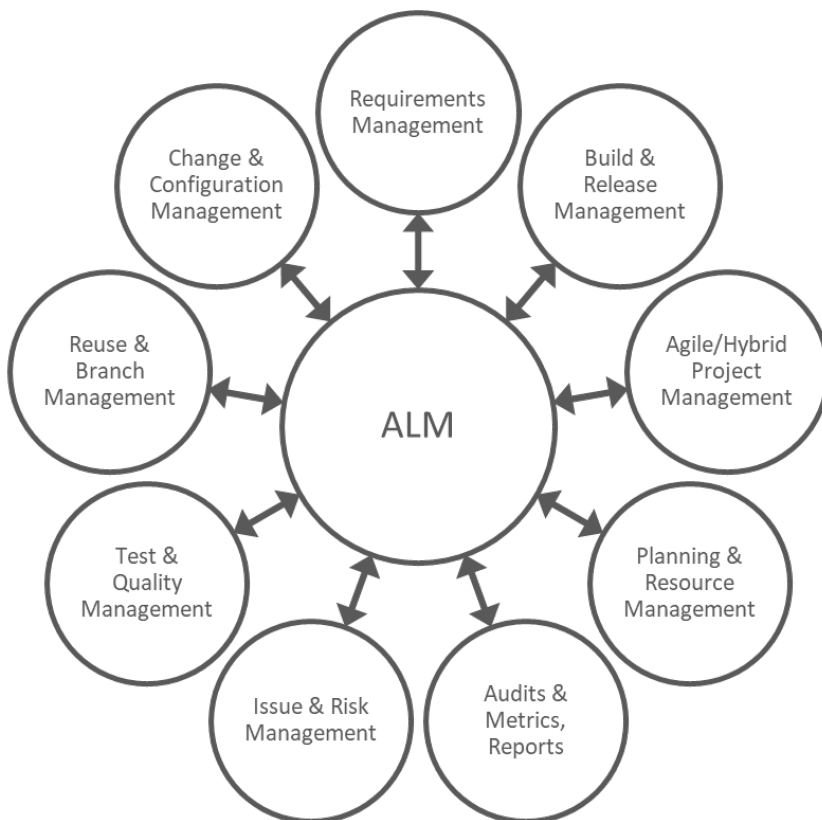 Requirements
Management
Build &
Release
Management
Agile/Hybrid
Project
Management
Planning &
Resource
Management
Audits &
Metrics,
Reports
Issue & Risk
Management
Test &
Quality
Management
Reuse &
Branch
Management
Change &
Configuration
Management
ALM